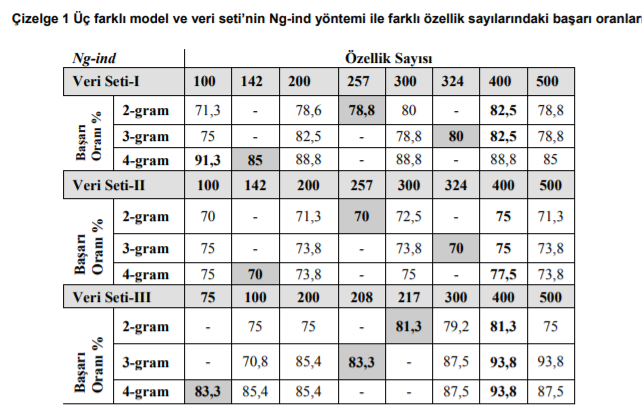 Çizelge 1 Üç farklı model ve veri seti'nin Ng-ind yöntemi ile farklı özellik sayılarındaki başarı oranları
Ng-ind Özellik Sayısı
Veri Seti-I 100 142 200 257 300 324 400 500
Başarı Oranı %
2-gram 71,3 - 78,6 78,8 80 - 82,5 78,8
3-gram 75 - 82,5 - 78,8 80 82,5 78,8
4-gram 91,3 85 88,8 - 88,8 - 88,8 85
Veri Seti-II 100 142 200 257 300 324 400 500
Başarı Oranı %
2-gram 70 - 71,3 70 72,5 - 75 71,3
3-gram 75 - 73,8 - 73,8 70 75 73,8
4-gram 75 70 73,8 - 75 - 77,5 73,8
Veri Seti-III 75 100 200 208 217 300 400 500
Başarı Oranı %
2-gram - 75 75 - 81,3 79,2 81,3 75
3-gram - 70,8 85,4 83,3 - 87,5 93,8 93,8
4-gram 83,3 85,4 85,4 - - 87,5 93,8 87,5